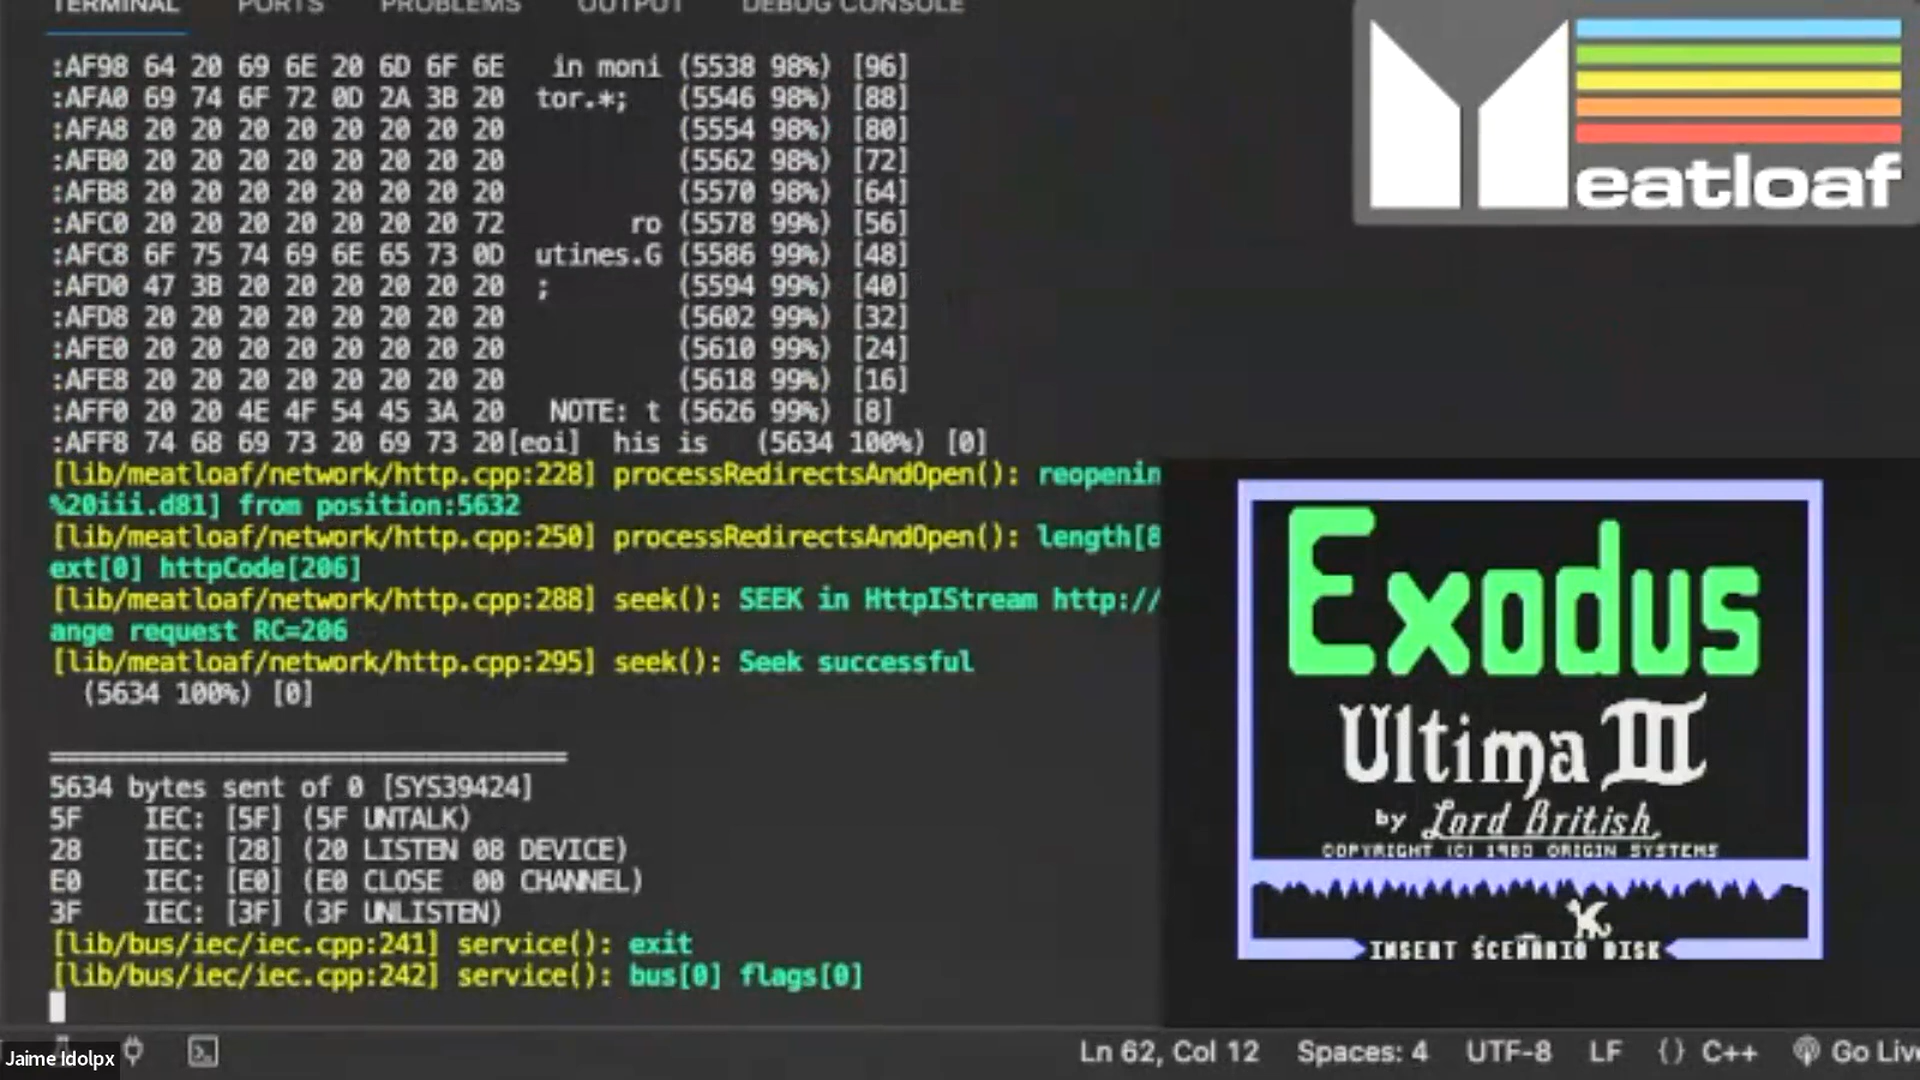 TERMINAL PORTS PROBLEMS OUTPUT DEBUG CONSOLE
:AF98 64 20 69 6E 20 6D 6F 6E in moni (5538 98%) [96]
:AFA0 69 74 6F 72 0D 2A 3B 20 tor.*; (5546 98%) [88]
:AFA8 20 20 20 20 20 20 20 20 (5554 98%) [80]
:AFB0 20 20 20 20 20 20 20 20 (5562 98%) [72]
:AFB8 20 20 20 20 20 20 20 20 (5570 98%) [64]
:AFC0 20 20 20 20 20 20 20 72 ro (5578 99%) [56]
:AFC8 6F 75 74 69 6E 65 73 0D utines.G (5586 99%) [48]
:AFD0 47 3B 20 20 20 20 20 20 ; (5594 99%) [40]
:AFD8 20 20 20 20 20 20 20 20 (5602 99%) [32]
:AFE0 20 20 20 20 20 20 20 20 (5610 99%) [24]
:AFE8 20 20 20 20 20 20 20 20 (5618 99%) [16]
:AFF0 20 20 4E 4F 54 45 3A 20 NOTE: t (5626 99%) [8]
:AFF8 74 68 69 73 20 69 73 20[eoi] his is (5634 100%) [0]
[lib/meatloaf/network/http.cpp:228] processRedirectsAndOpen(): reopenin
%20iii.d81] from position:5632
[lib/meatloaf/network/http.cpp:250] processRedirectsAndOpen(): length[8
ext[0] httpCode[206]
[lib/meatloaf/network/http.cpp:288] seek(): SEEK in HttpIStream http://
ange request RC=206
[lib/meatloaf/network/http.cpp:295] seek(): Seek successful
(5634 100%) [0]
5634 bytes sent of 0 [SYS39424]
5F IEC: [5F] (5F UNTALK)
28 IEC: [28] (20 LISTEN 08 DEVICE)
E0 IEC: [E0] (E0 CLOSE 00 CHANNEL)
3F IEC: [3F] (3F UNLISTEN)
[lib/bus/iec/iec.cpp:241] service(): exit
[lib/bus/iec/iec.cpp:242] service(): bus[0] flags[0]
Meatloaf
Exodus
Ultima III
by Lord British
COPYRIGHT (C) 1983 ORIGIN SYSTEMS
INSERT SCENARIO DISK
Jaime Idolpx
Ln 62, Col 12 Spaces: 4 UTF-8 LF {} C++ Go Live